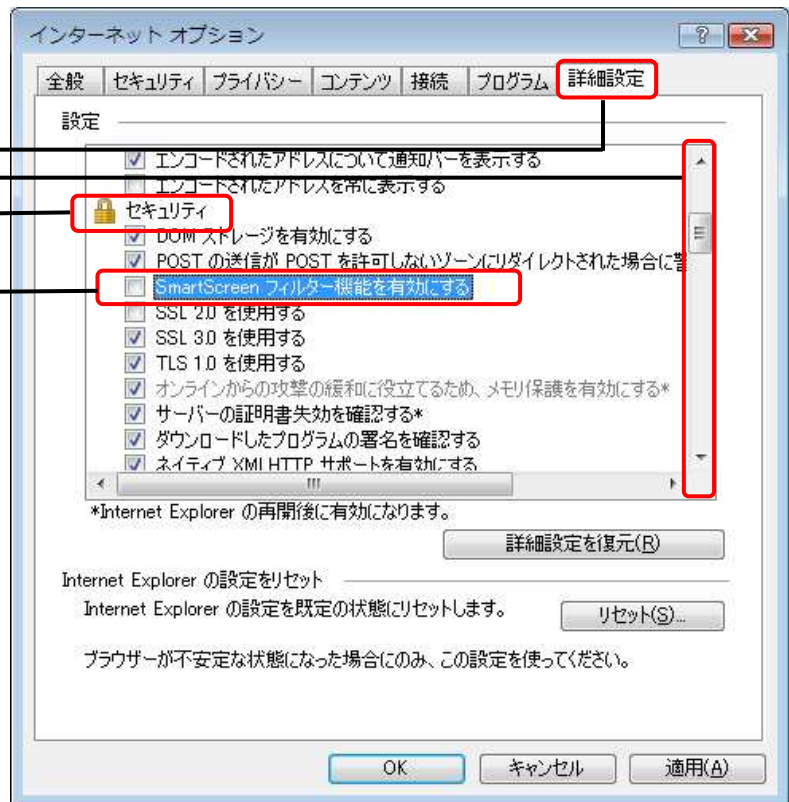 インターネット オプション
全般 セキュリティ プライバシー コンテンツ 接続 プログラム 詳細設定
設定
エンコードされたアドレスについて通知バーを表示する
エンコードされたアドレスを常に表示する
セキュリティ
DOM ストレージを有効にする
POST の送信が POST を許可しないゾーンにリダイレクトされた場合に警
SmartScreen フィルター機能を有効にする
SSL 2.0 を使用する
SSL 3.0 を使用する
TLS 1.0 を使用する
オンラインからの攻撃の緩和に役立てるため、メモリ保護を有効にする*
サーバーの証明書失効を確認する*
ダウンロードしたプログラムの署名を確認する
ネイティブ XMLHTTP サポートを有効にする
*Internet Explorer の再開後に有効になります。
詳細設定を復元(R)
Internet Explorer の設定をリセット
Internet Explorer の設定を既定の状態にリセットします。
リセット(S)...
ブラウザーが不安定な状態になった場合にのみ、この設定を使ってください。
OK キャンセル 適用(A)